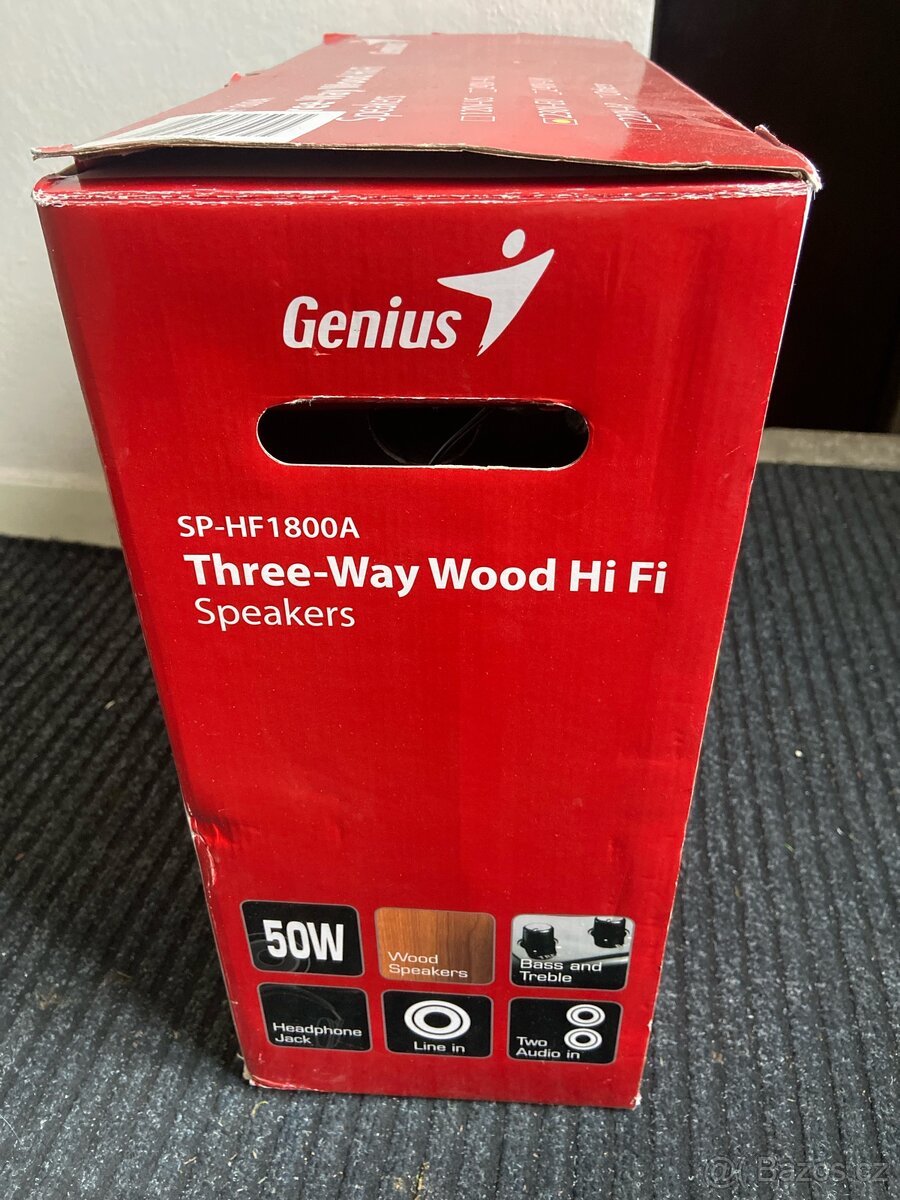 Speakers
Genius
SP-HF1800A
Three-Way Wood Hi Fi
Speakers
50W
Wood
Speakers
Bass and
Treble
Headphone
Jack
Line in
Two
Audio in
Bazos.cz